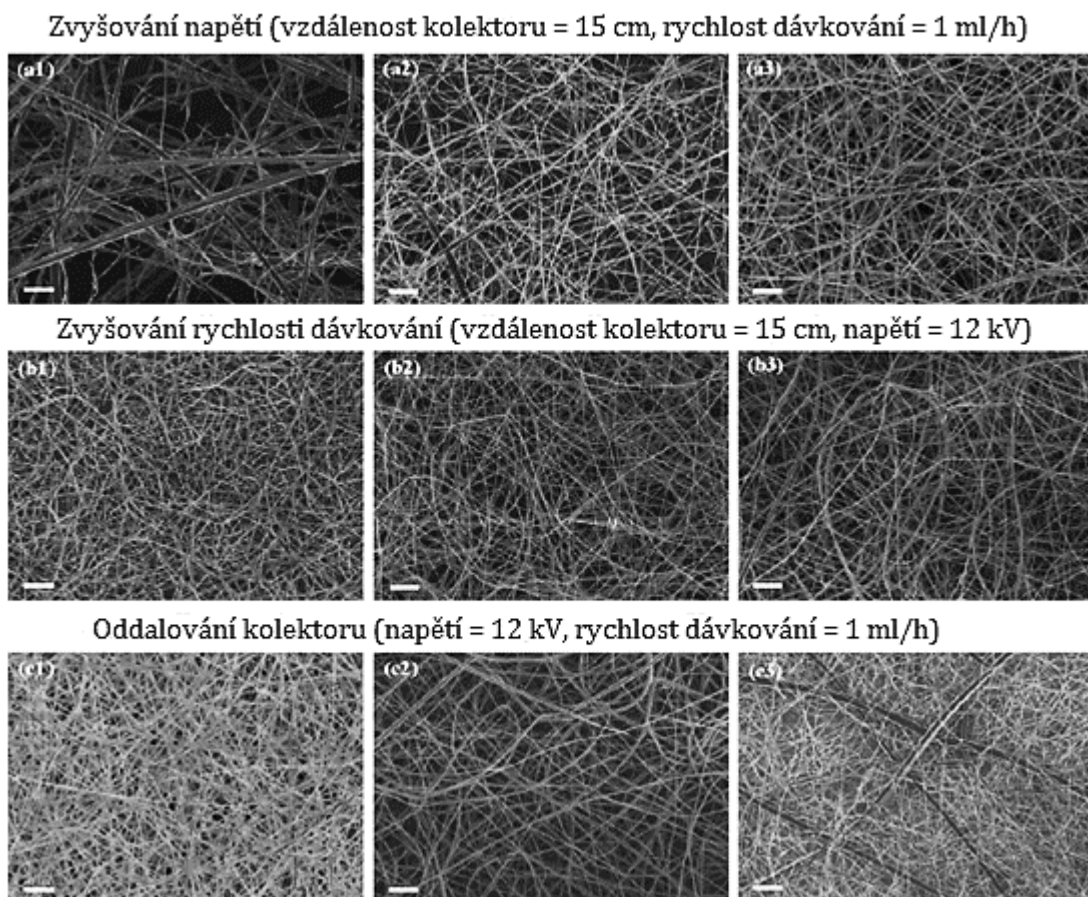 Zvyšování napětí (vzdálenost kolektoru = 15 cm, rychlost dávkování = 1 ml/h)
(a1) (a2) (a3)
Zvyšování rychlosti dávkování (vzdálenost kolektoru = 15 cm, napětí = 12 kV)
(b1) (b2) (b3)
Oddalování kolektoru (napětí = 12 kV, rychlost dávkování = 1 ml/h)
(c1) (c2) (c3)